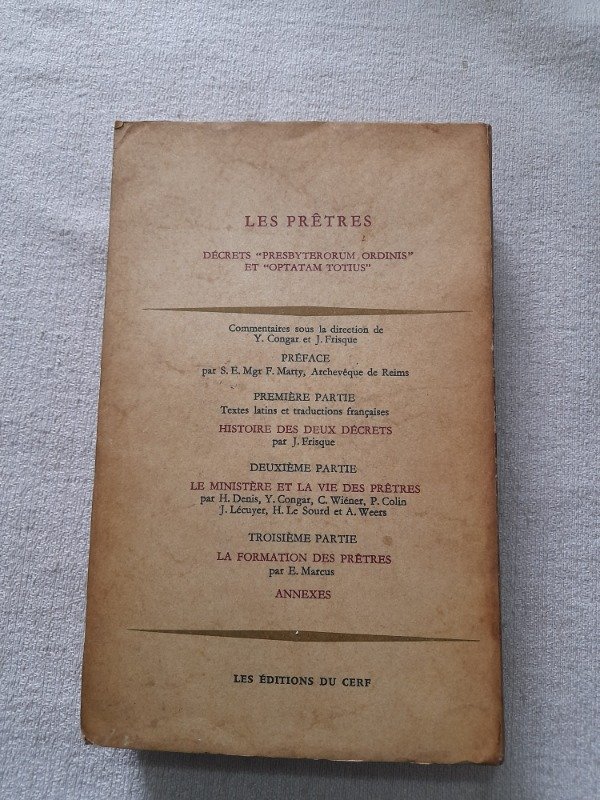 LES PRÊTRES
DÉCRETS "PRESBYTERORUM ORDINIS"
ET "OPTATAM TOTIUS"
Commentaires sous la direction de
Y. Congar et J. Frisque
PRÉFACE
par S. E. Mgr F. Marty, Archevêque de Reims
PREMIÈRE PARTIE
Textes latins et traductions françaises
HISTOIRE DES DEUX DÉCRETS
par J. Frisque
DEUXIÈME PARTIE
LE MINISTÈRE ET LA VIE DES PRÊTRES
par H. Denis, Y. Congar, C. Wiéner, P. Colin
J. Lécuyer, H. Le Sourd et A. Weers
TROISIÈME PARTIE
LA FORMATION DES PRÊTRES
par E. Marcus
ANNEXES
LES ÉDITIONS DU CERF